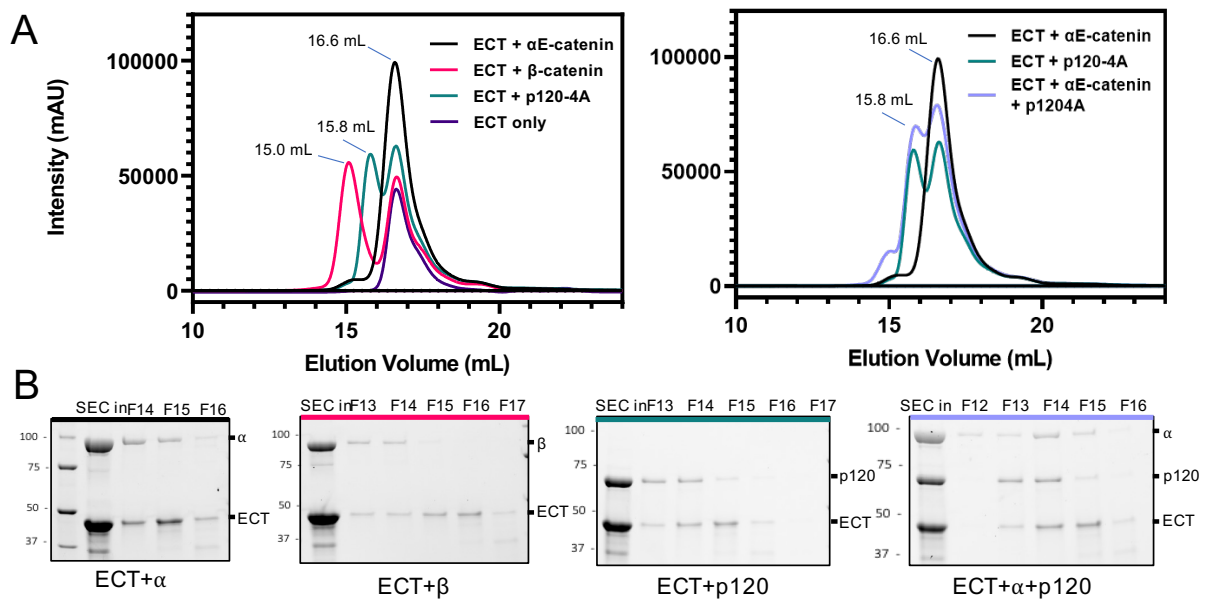 A
Intensity (mAU)
100000
50000
0
10
15
20
Elution Volume (mL)
16.6 mL
15.8 mL
15.0 mL
ECT + αE-catenin
ECT + β-catenin
ECT + p120-4A
ECT only
100000
50000
0
10
15
20
Elution Volume (mL)
16.6 mL
15.8 mL
ECT + αE-catenin
ECT + p120-4A
ECT + αE-catenin
+ p1204A
B
SEC in F14 F15 F16
100
75
50
37
α
ECT
ECT+α
SEC in F13 F14 F15 F16 F17
100
75
50
37
β
ECT
ECT+β
SEC in F13 F14 F15 F16 F17
100
75
50
37
p120
ECT
ECT+p120
SEC in F12 F13 F14 F15 F16
100
75
50
37
α
p120
ECT
ECT+α+p120